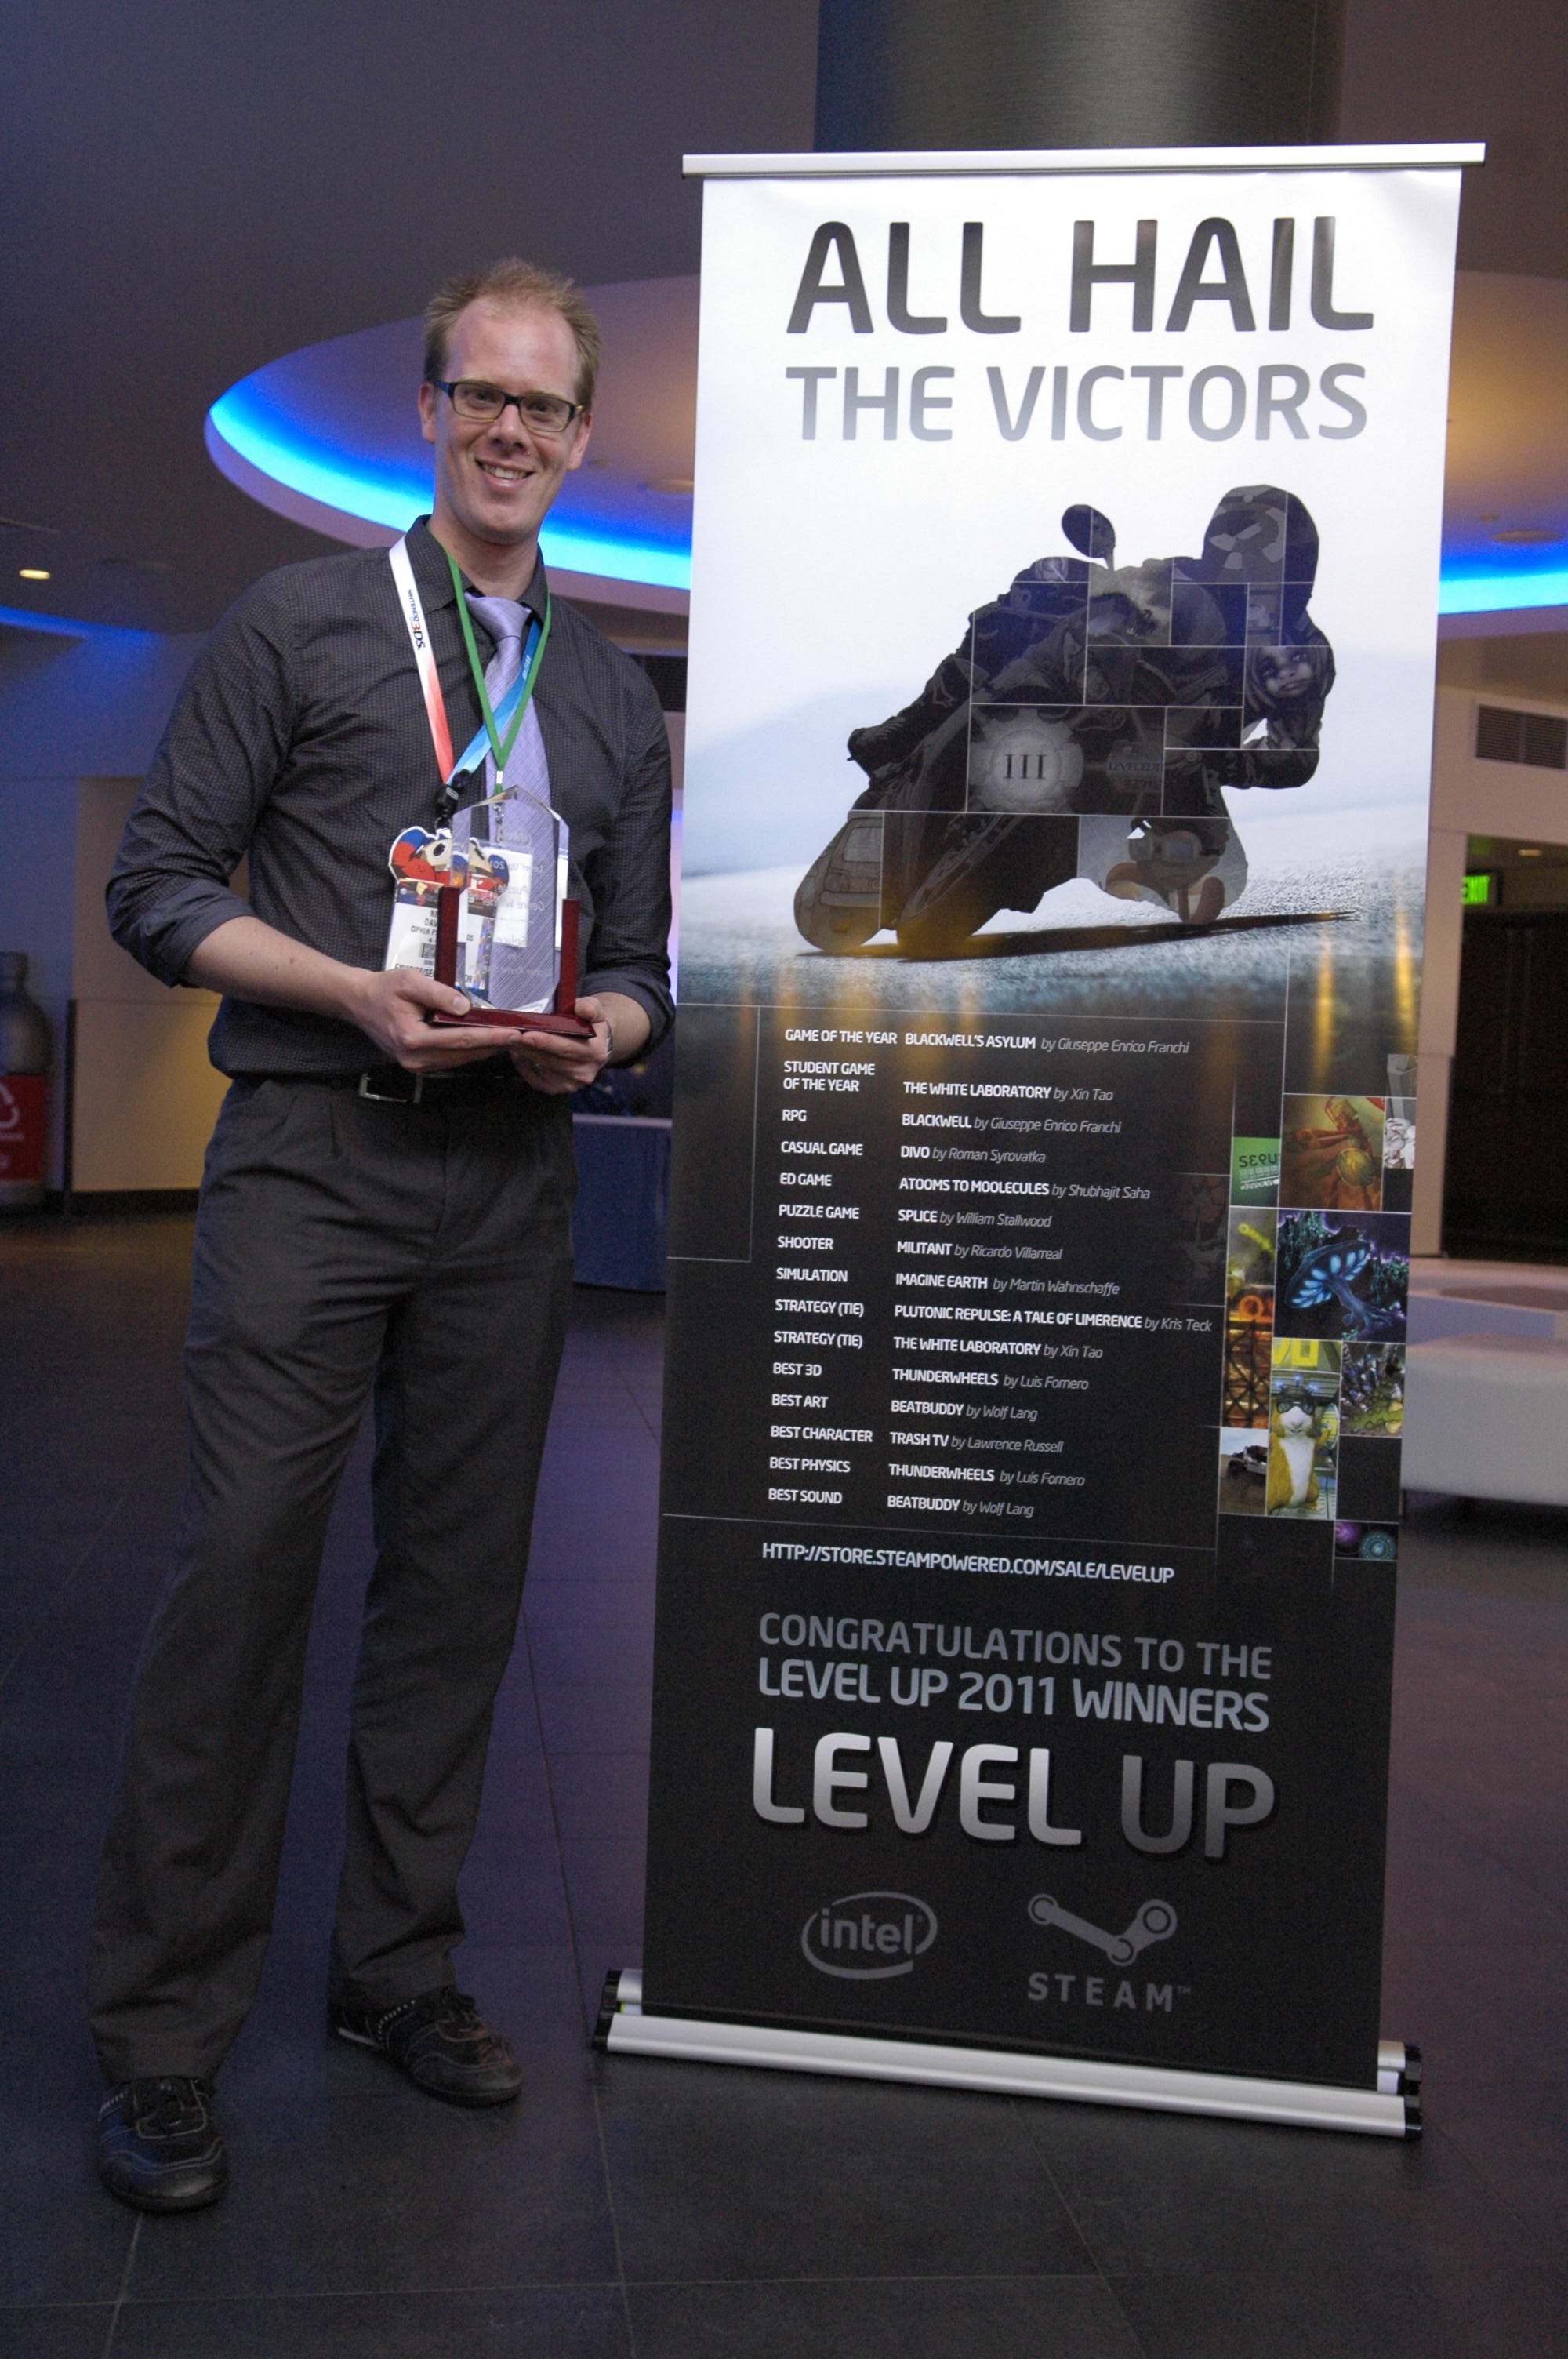 ALL HAIL
THE VICTORS
III
GAME OF THE YEAR BLACKWELL'S ASYLUM by Giuseppe Enrico Franchi
STUDENT GAME
OF THE YEAR THE WHITE LABORATORY by Xin Tao
RPG BLACKWELL by Giuseppe Enrico Franchi
CASUAL GAME DIVO by Roman Syrovatka
ED GAME ATOOMS TO MOOLECULES by Shubhajit Saha
PUZZLE GAME SPLICE by William Stallwood
SHOOTER MILITANT by Ricardo Villarreal
SIMULATION IMAGINE EARTH by Martin Wahnschaffe
STRATEGY (TIE) PLUTONIC REPULSE: A TALE OF LIMERENCE by Kris Teck
STRATEGY (TIE) THE WHITE LABORATORY by Xin Tao
BEST 3D THUNDERWHEELS by Luis Fornero
BEST ART BEATBUDDY by Wolf Lang
BEST CHARACTER TRASH TV by Lawrence Russell
BEST PHYSICS THUNDERWHEELS by Luis Fornero
BEST SOUND BEATBUDDY by Wolf Lang
HTTP://STORE.STEAMPOWERED.COM/SALE/LEVELUP
CONGRATULATIONS TO THE
LEVEL UP 2011 WINNERS
LEVEL UP
intel
STEAM™
NINTENDO 3DS
CIPHER
EXIT